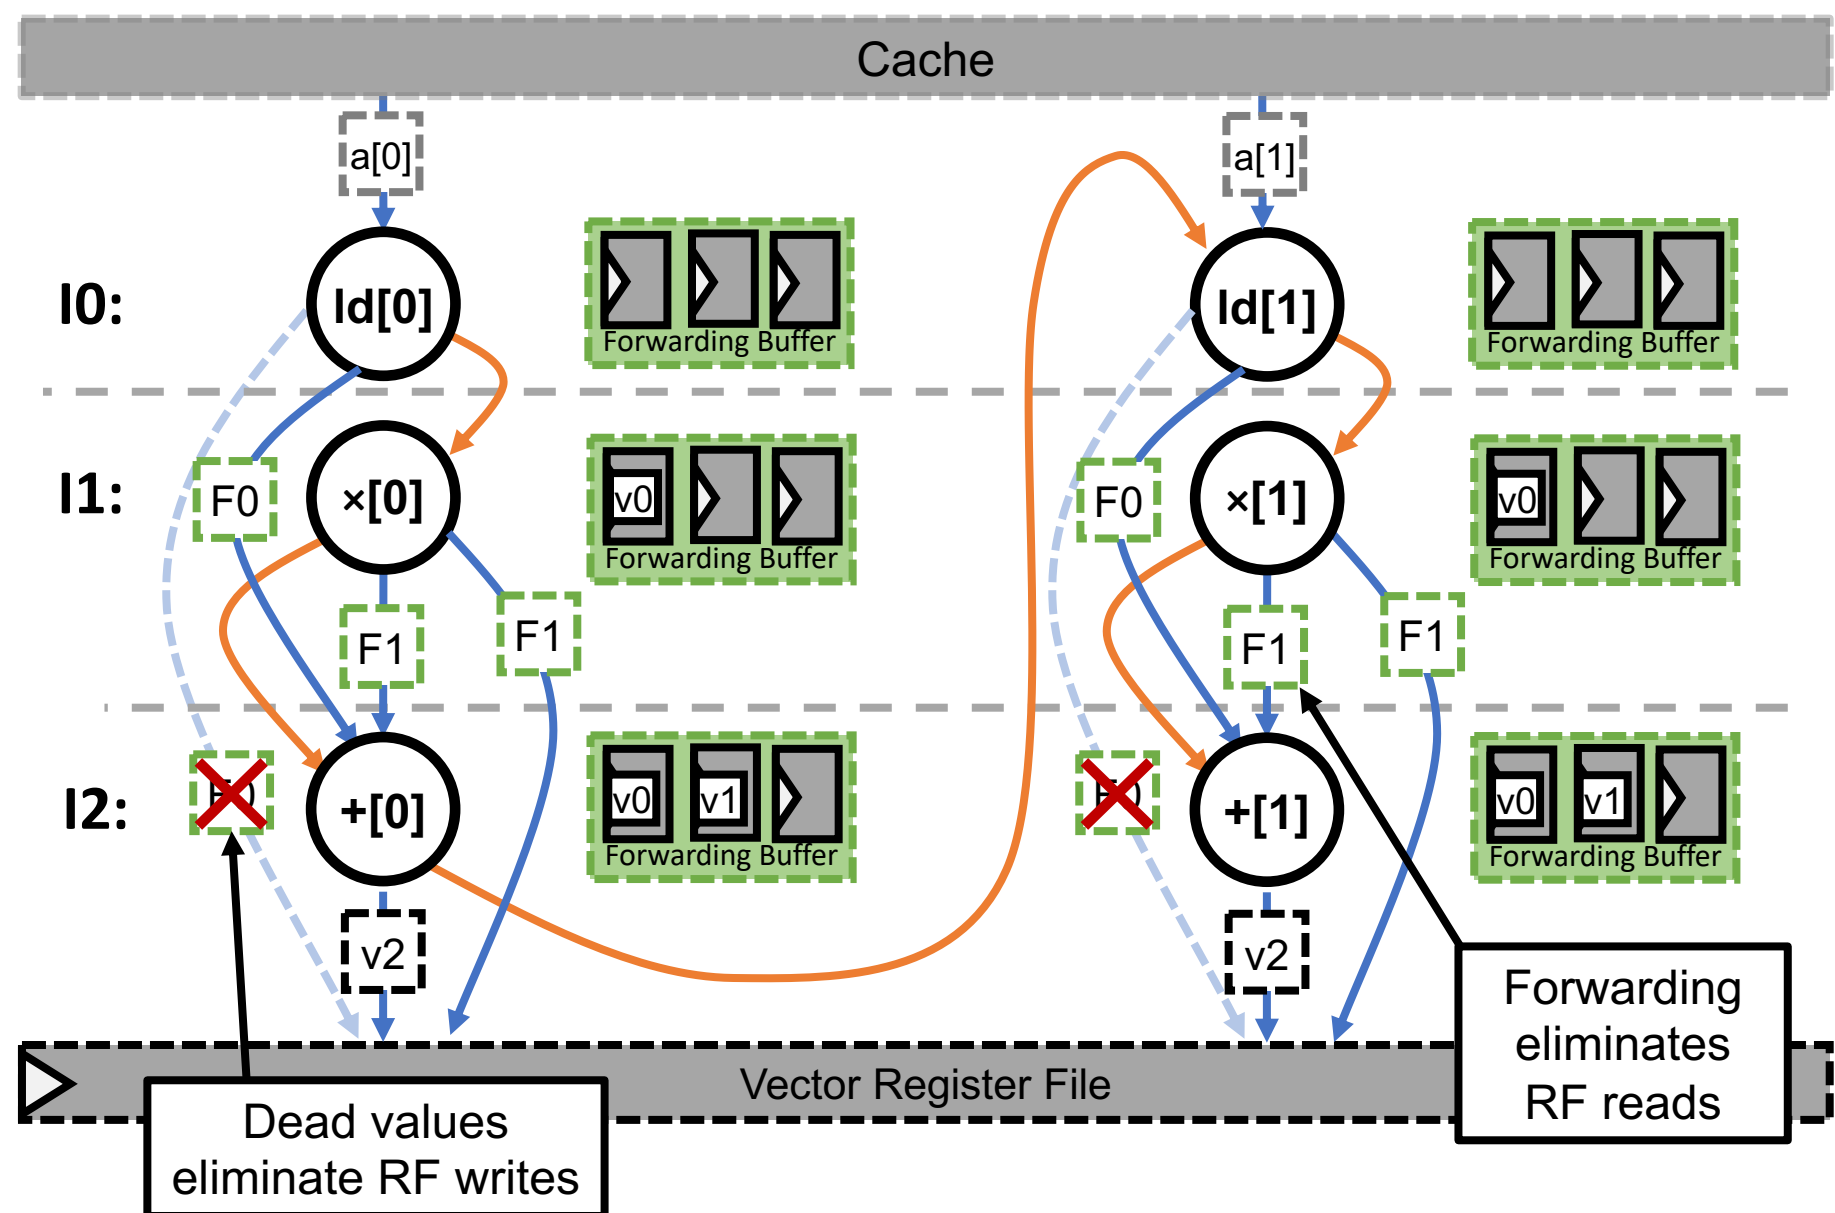 Cache
a[0]
a[1]
I0:
ld[0]
Forwarding Buffer
ld[1]
Forwarding Buffer
I1:
F0
×[0]
v0
Forwarding Buffer
F0
×[1]
v0
Forwarding Buffer
F1
F1
F1
F1
I2:
F0
+[0]
v0 v1
Forwarding Buffer
F0
+[1]
v0 v1
Forwarding Buffer
v2
v2
Forwarding
eliminates
RF reads
Vector Register File
Dead values
eliminate RF writes